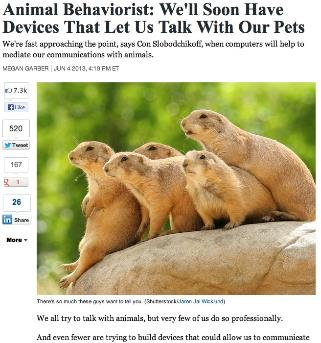 Animal Behaviorist: We'll Soon Have
Devices That Let Us Talk With Our Pets
We're fast approaching the point, says Con Slobodchikoff, when computers will help to
mediate our communications with animals.
MEGAN GARBER | JUN 4 2013, 4:19 PM ET
7.3k
Like
520
Tweet
167
1
26
Share
More
There's so much these guys want to tell you. (Shutterstock/Jaren Jai Wicklund)
We all try to talk with animals, but very few of us do so professionally.
And even fewer are trying to build devices that could allow us to communicate